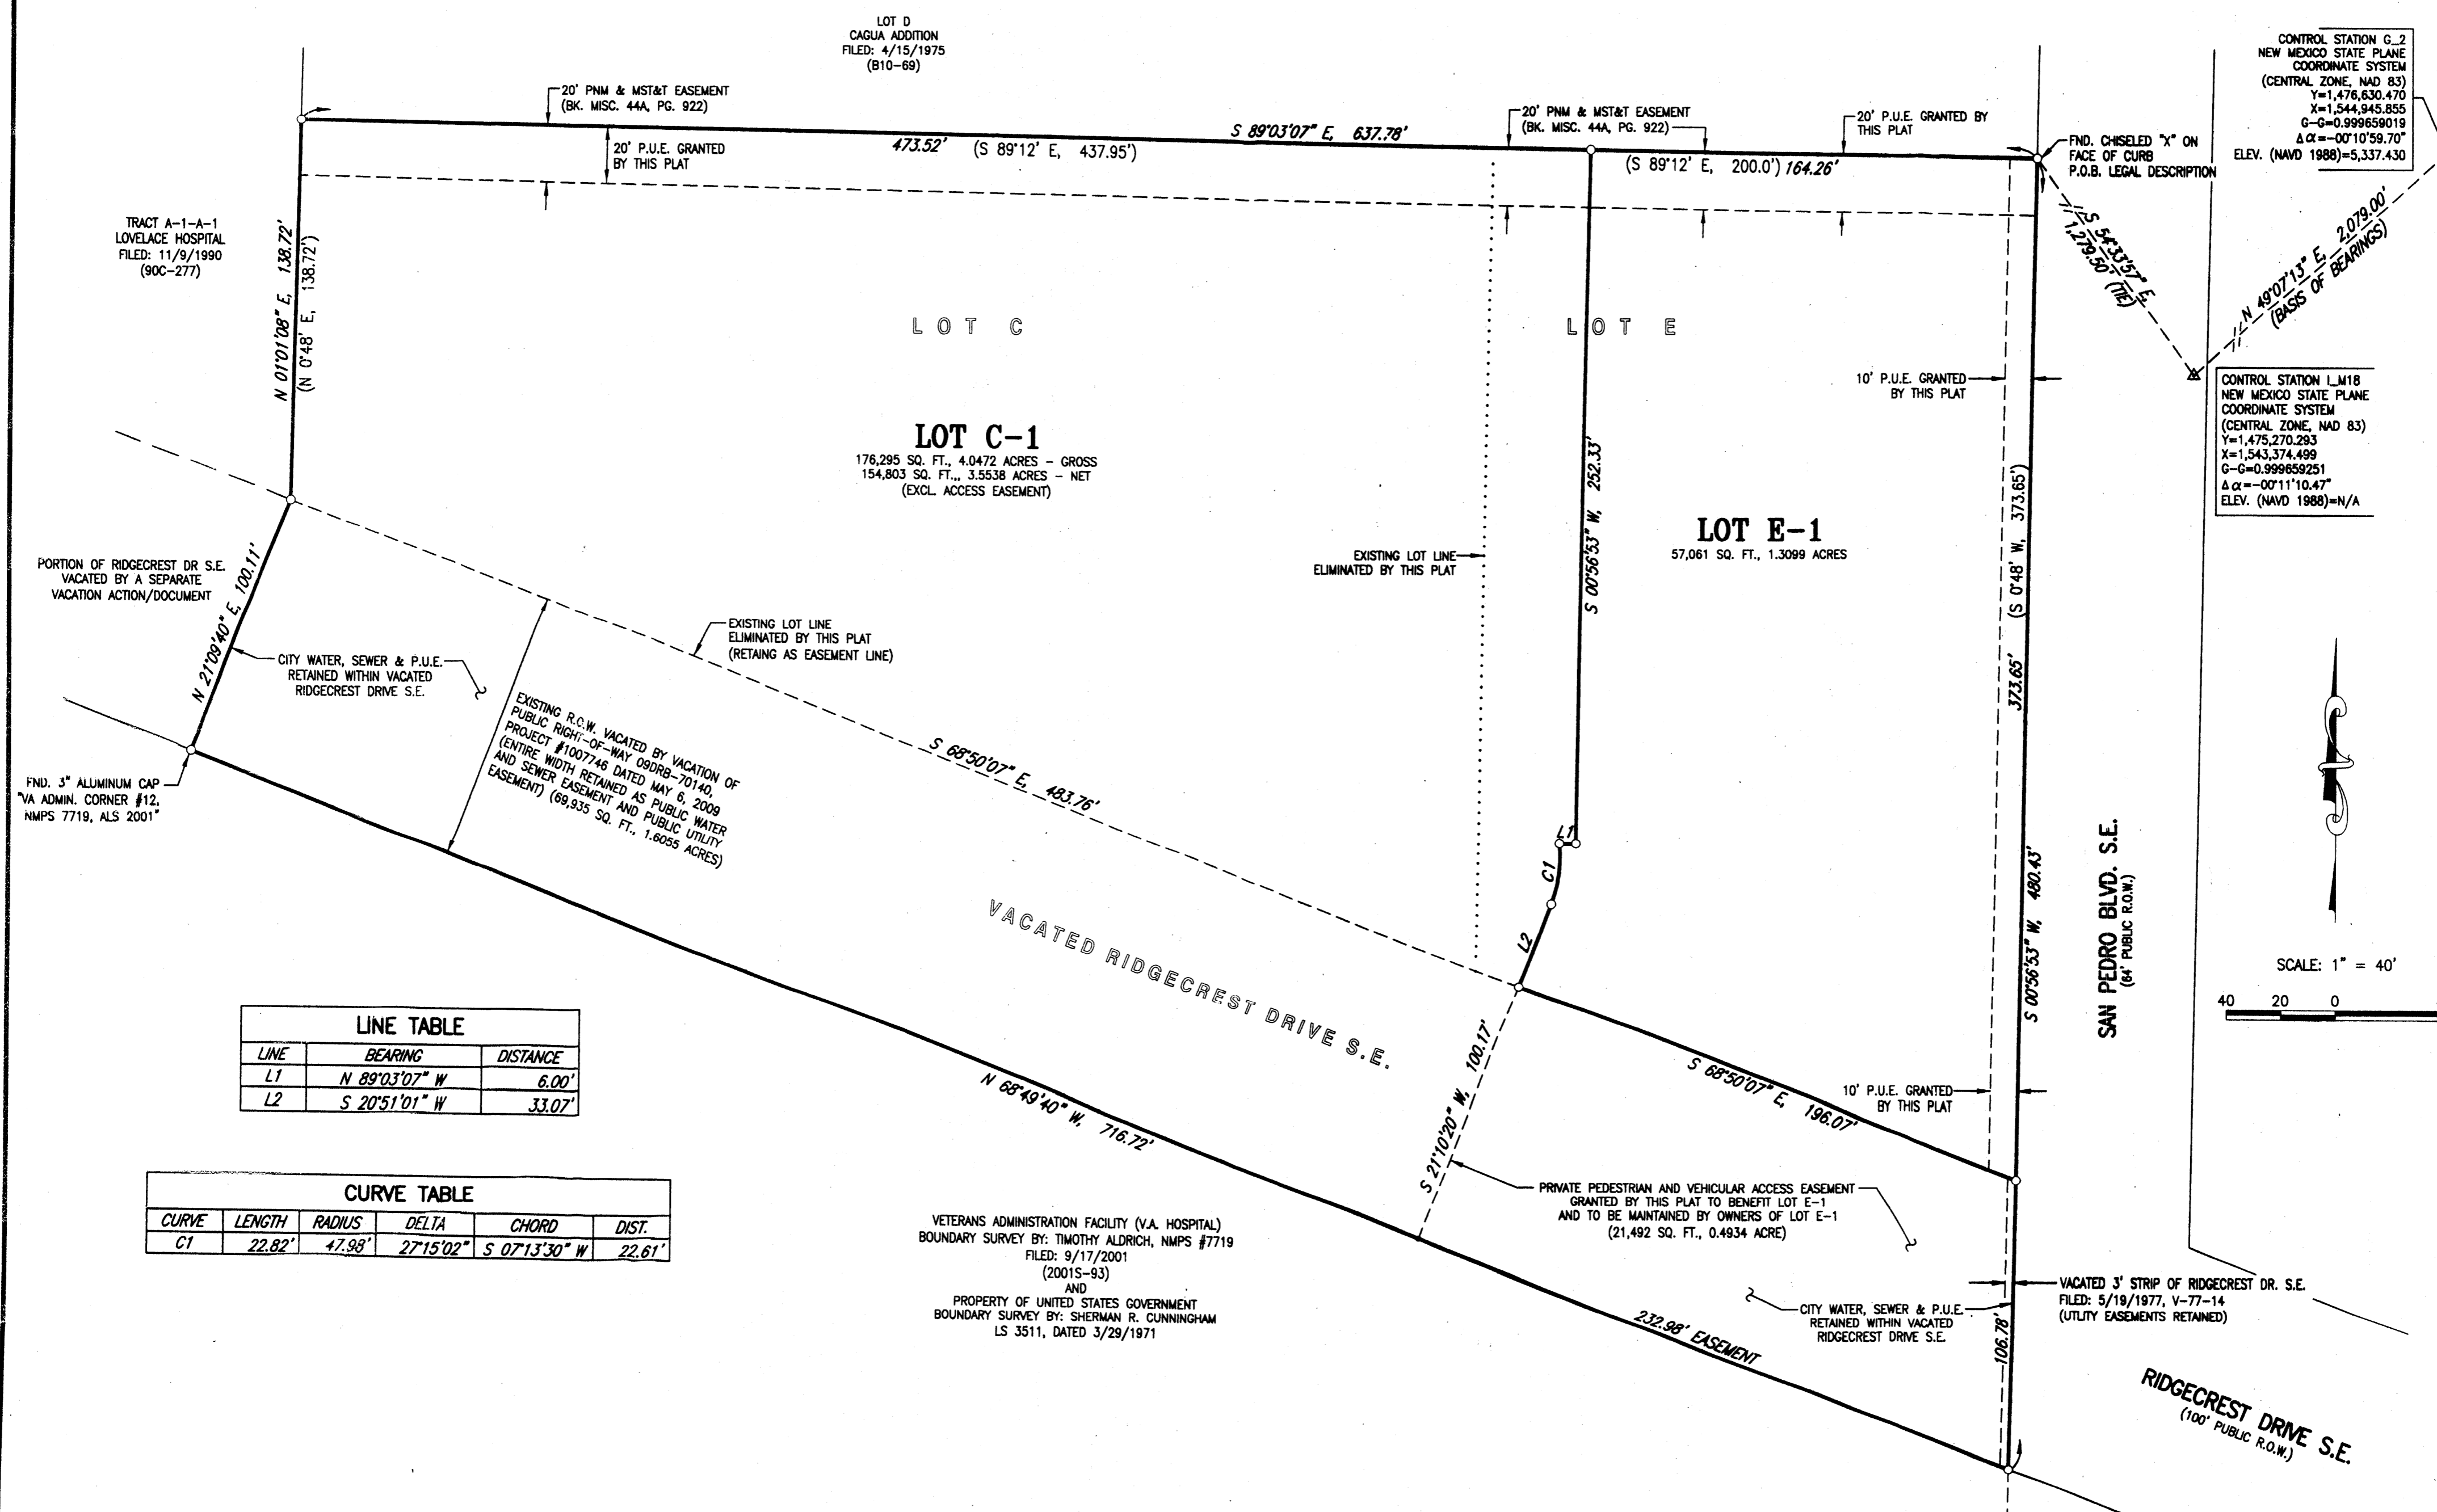 LOT D
CAGUA ADDITION
FILED: 4/15/1975
(B10-69)
CONTROL STATION G_2
NEW MEXICO STATE PLANE
COORDINATE SYSTEM
(CENTRAL ZONE, NAD 83)
Y=1,476,630.470
X=1,544,945.855
G-G=0.999659019
Δα=-00°10'59.70"
ELEV. (NAVD 1988)=5,337.430
20' PNM & MST&T EASEMENT
(BK. MISC. 44A, PG. 922)
20' PNM & MST&T EASEMENT
(BK. MISC. 44A, PG. 922)
20' P.U.E. GRANTED BY
THIS PLAT
FND. CHISELED "X" ON
FACE OF CURB
P.O.B. LEGAL DESCRIPTION
S 89°03'07" E, 637.78'
473.52' (S 89°12' E, 437.95')
(S 89°12' E, 200.0') 164.26'
20' P.U.E. GRANTED
BY THIS PLAT
TRACT A-1-A-1
LOVELACE HOSPITAL
FILED: 11/9/1990
(90C-277)
N 01°01'08" E, 138.72'
(N 0°48' E, 138.72')
S 54°33'57" E,
1,279.50' (TIE)
N 49°07'13" E, 2,079.00'
(BASIS OF BEARINGS)
LOT C
LOT E
10' P.U.E. GRANTED
BY THIS PLAT
CONTROL STATION I_M18
NEW MEXICO STATE PLANE
COORDINATE SYSTEM
(CENTRAL ZONE, NAD 83)
Y=1,475,270.293
X=1,543,374.499
G-G=0.999659251
Δα=-00°11'10.47"
ELEV. (NAVD 1988)=N/A
LOT C-1
176,295 SQ. FT., 4.0472 ACRES - GROSS
154,803 SQ. FT.,, 3.5538 ACRES - NET
(EXCL. ACCESS EASEMENT)
S 00°56'53" W, 252.33'
LOT E-1
57,061 SQ. FT., 1.3099 ACRES
EXISTING LOT LINE
ELIMINATED BY THIS PLAT
373.65' (S 0°48' W, 373.65')
PORTION OF RIDGECREST DR S.E.
VACATED BY A SEPARATE
VACATION ACTION/DOCUMENT
N 21°09'40" E, 100.11'
CITY WATER, SEWER & P.U.E.
RETAINED WITHIN VACATED
RIDGECREST DRIVE S.E.
EXISTING LOT LINE
ELIMINATED BY THIS PLAT
(RETAING AS EASEMENT LINE)
EXISTING R.O.W. VACATED BY VACATION OF
PUBLIC RIGHT-OF-WAY 09DRB-70140,
PROJECT #1007746 DATED MAY 6, 2009
(ENTIRE WIDTH RETAINED AS PUBLIC WATER
AND SEWER EASEMENT AND PUBLIC UTILITY
EASEMENT) (69,935 SQ. FT., 1.6055 ACRES)
FND. 3" ALUMINUM CAP
"VA ADMIN. CORNER #12,
NMPS 7719, ALS 2001"
S 68°50'07" E, 483.76'
L1
C1
L2
S 00°56'53" W, 480.43'
SAN PEDRO BLVD. S.E.
(64' PUBLIC R.O.W.)
SCALE: 1" = 40'
40 20 0
VACATED RIDGECREST DRIVE S.E.
LINE TABLE
LINE BEARING DISTANCE
L1 N 89°03'07" W 6.00'
L2 S 20°51'01" W 33.07'
N 68°49'40" W, 716.72'
S 21°10'20" W, 100.17'
S 68°50'07" E, 196.07'
10' P.U.E. GRANTED
BY THIS PLAT
CURVE TABLE
CURVE LENGTH RADIUS DELTA CHORD DIST.
C1 22.82' 47.98' 27°15'02" S 07°13'30" W 22.61'
PRIVATE PEDESTRIAN AND VEHICULAR ACCESS EASEMENT
GRANTED BY THIS PLAT TO BENEFIT LOT E-1
AND TO BE MAINTAINED BY OWNERS OF LOT E-1
(21,492 SQ. FT., 0.4934 ACRE)
VETERANS ADMINISTRATION FACILITY (V.A. HOSPITAL)
BOUNDARY SURVEY BY: TIMOTHY ALDRICH, NMPS #7719
FILED: 9/17/2001
(2001S-93)
AND
PROPERTY OF UNITED STATES GOVERNMENT
BOUNDARY SURVEY BY: SHERMAN R. CUNNINGHAM
LS 3511, DATED 3/29/1971
VACATED 3' STRIP OF RIDGECREST DR. S.E.
FILED: 5/19/1977, V-77-14
(UTLITY EASEMENTS RETAINED)
CITY WATER, SEWER & P.U.E.
RETAINED WITHIN VACATED
RIDGECREST DRIVE S.E.
232.98' EASEMENT
106.78'
RIDGECREST DRIVE S.E.
(100' PUBLIC R.O.W.)